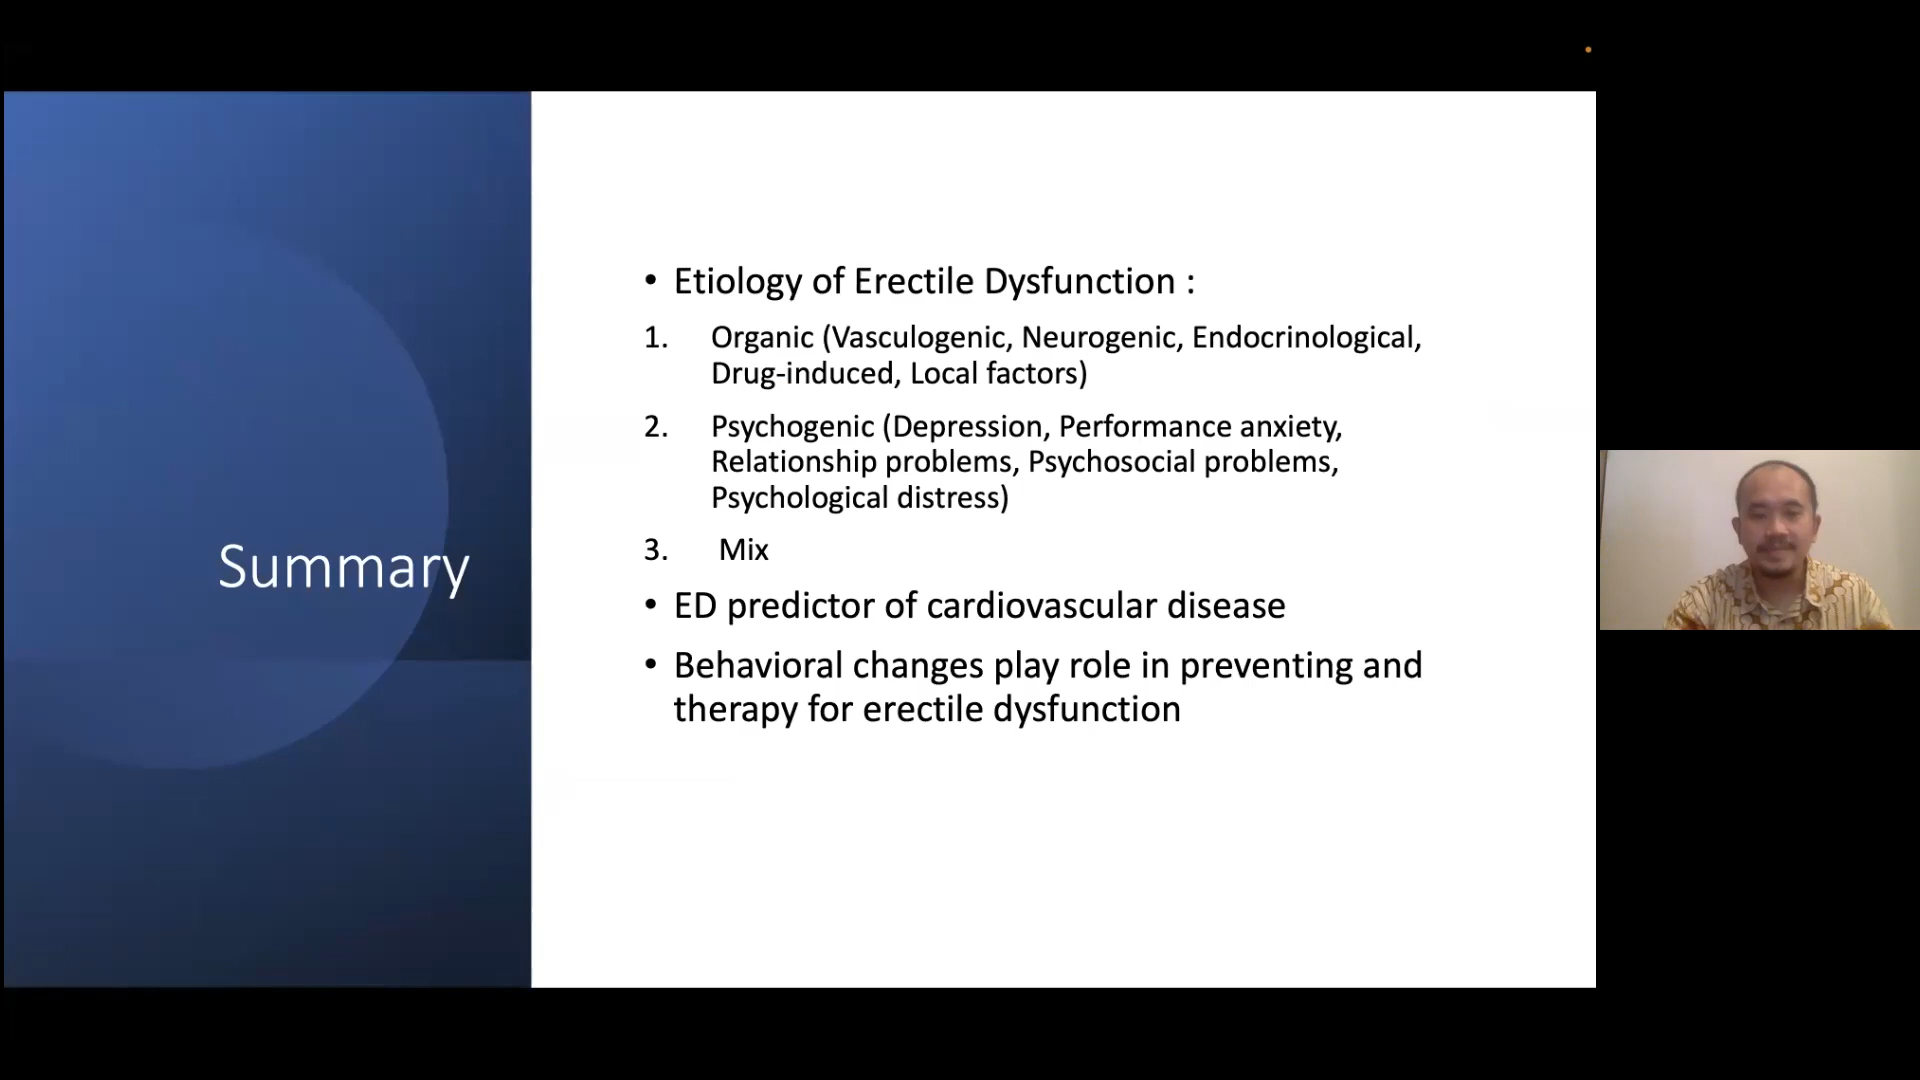 Summary
• Etiology of Erectile Dysfunction :
1. Organic (Vasculogenic, Neurogenic, Endocrinological,
Drug-induced, Local factors)
2. Psychogenic (Depression, Performance anxiety,
Relationship problems, Psychosocial problems,
Psychological distress)
3. Mix
• ED predictor of cardiovascular disease
• Behavioral changes play role in preventing and
therapy for erectile dysfunction